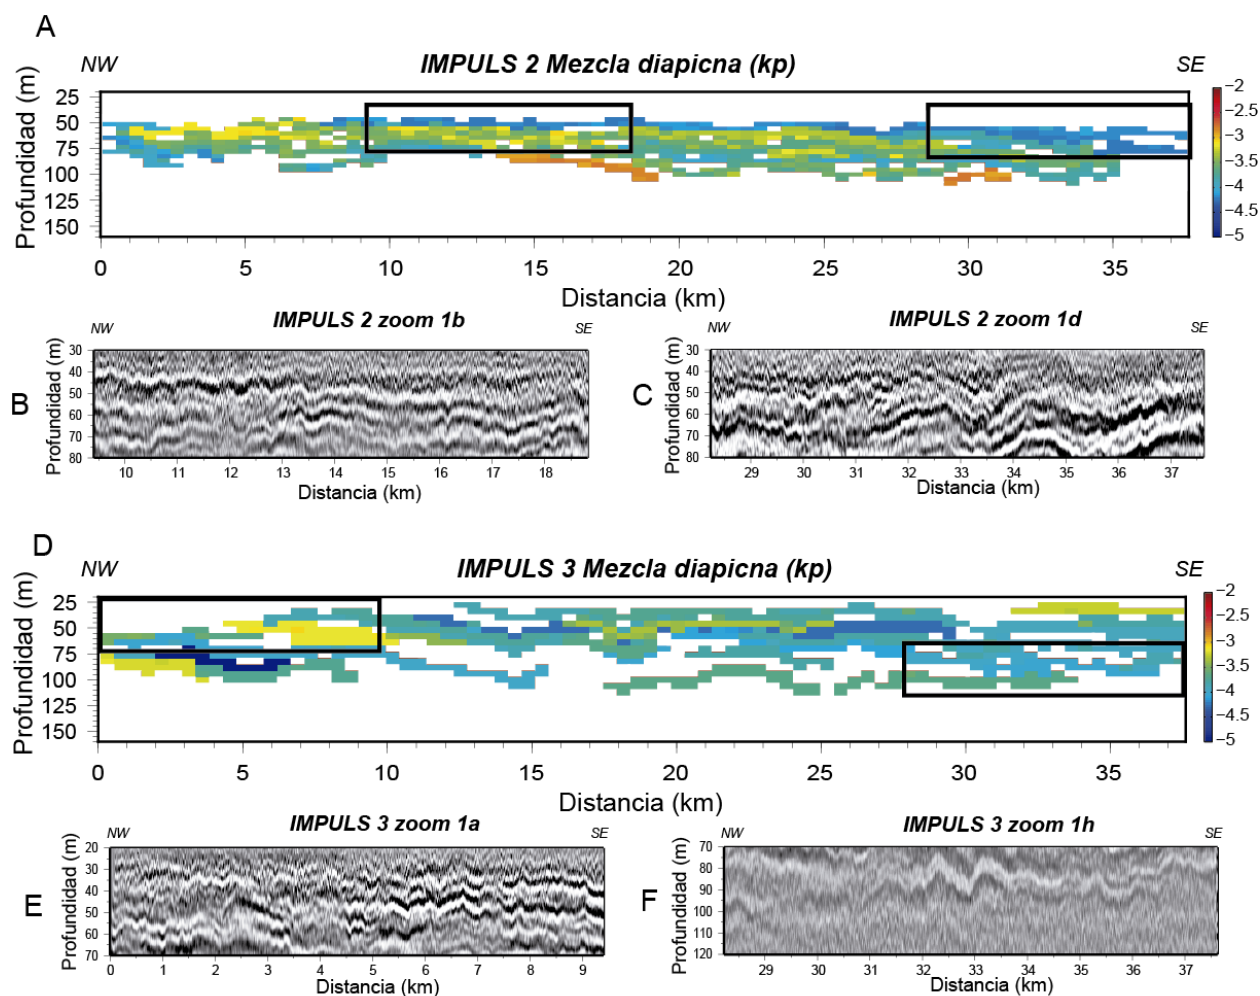 A
NW IMPULS 2 Mezcla diapicna (kp) SE
Profundidad (m)
25
50
75
100
125
150
0 5 10 15 20 25 30 35
Distancia (km)
−2
−2.5
−3
−3.5
−4
−4.5
−5
NW IMPULS 2 zoom 1b SE
B
Profundidad (m)
30
40
50
60
70
80
10 11 12 13 14 15 16 17 18
Distancia (km)
NW IMPULS 2 zoom 1d SE
C
Profundidad (m)
30
40
50
60
70
80
29 30 31 32 33 34 35 36 37
Distancia (km)
D
NW IMPULS 3 Mezcla diapicna (kp) SE
Profundidad (m)
25
50
75
100
125
150
0 5 10 15 20 25 30 35
Distancia (km)
−2
−2.5
−3
−3.5
−4
−4.5
−5
NW IMPULS 3 zoom 1a SE
E
Profundidad (m)
20
30
40
50
60
70
0 1 2 3 4 5 6 7 8 9
Distancia (km)
NW IMPULS 3 zoom 1h SE
F
Profundidad (m)
70
80
90
100
110
120
29 30 31 32 33 34 35 36 37
Distancia (km)